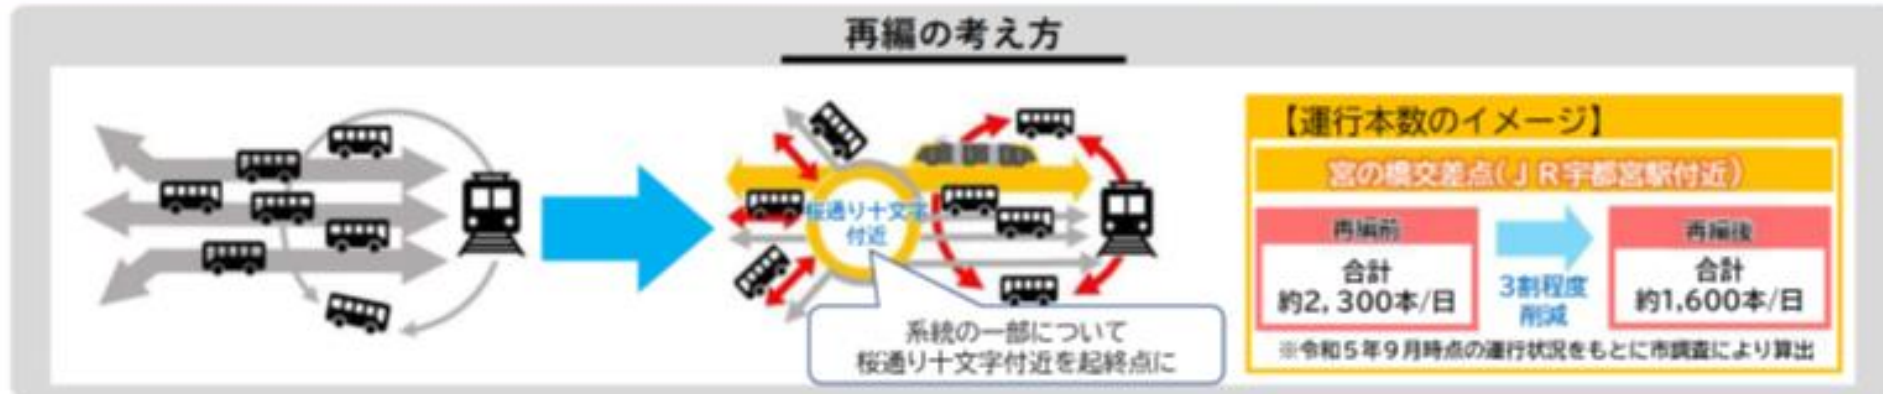 再編の考え方
桜通り十文字
付近
系統の一部について
桜通り十文字付近を起終点に
【運行本数のイメージ】
宮の橋交差点(JR宇都宮駅付近)
再編前
合計
約2,300本/日
3割程度
削減
再編後
合計
約1,600本/日
※令和5年9月時点の運行状況をもとに市調査により算出